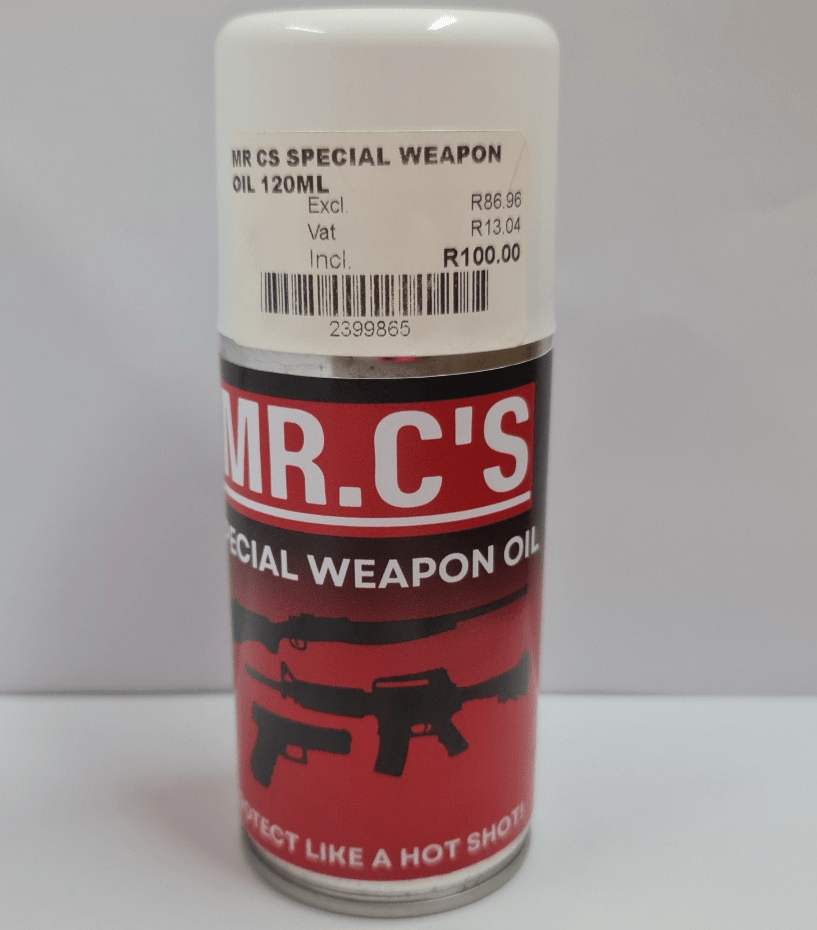 MR CS SPECIAL WEAPON
OIL 120ML
Excl. R86.96
Vat R13.04
Incl. R100.00
2399865
MR.C'S
PECIAL WEAPON OIL
OTECT LIKE A HOT SHOT!